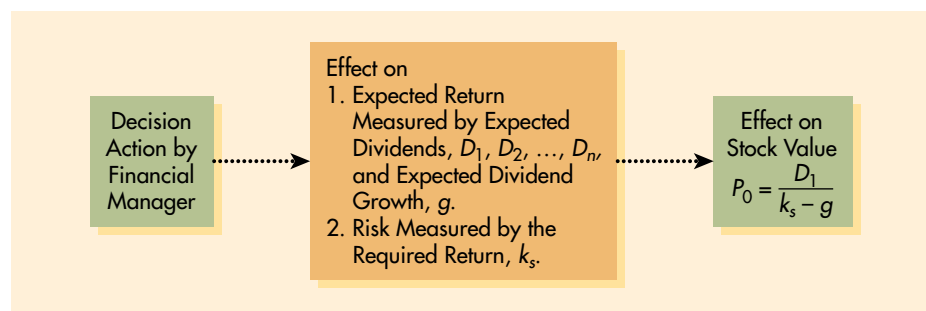 Decision
Action by
Financial
Manager
Effect on
1. Expected Return
Measured by Expected
Dividends, D₁, D₂, …, Dₙ,
and Expected Dividend
Growth, g.
2. Risk Measured by the
Required Return, kₛ.
Effect on
Stock Value
P₀ = D₁ / (kₛ – g)